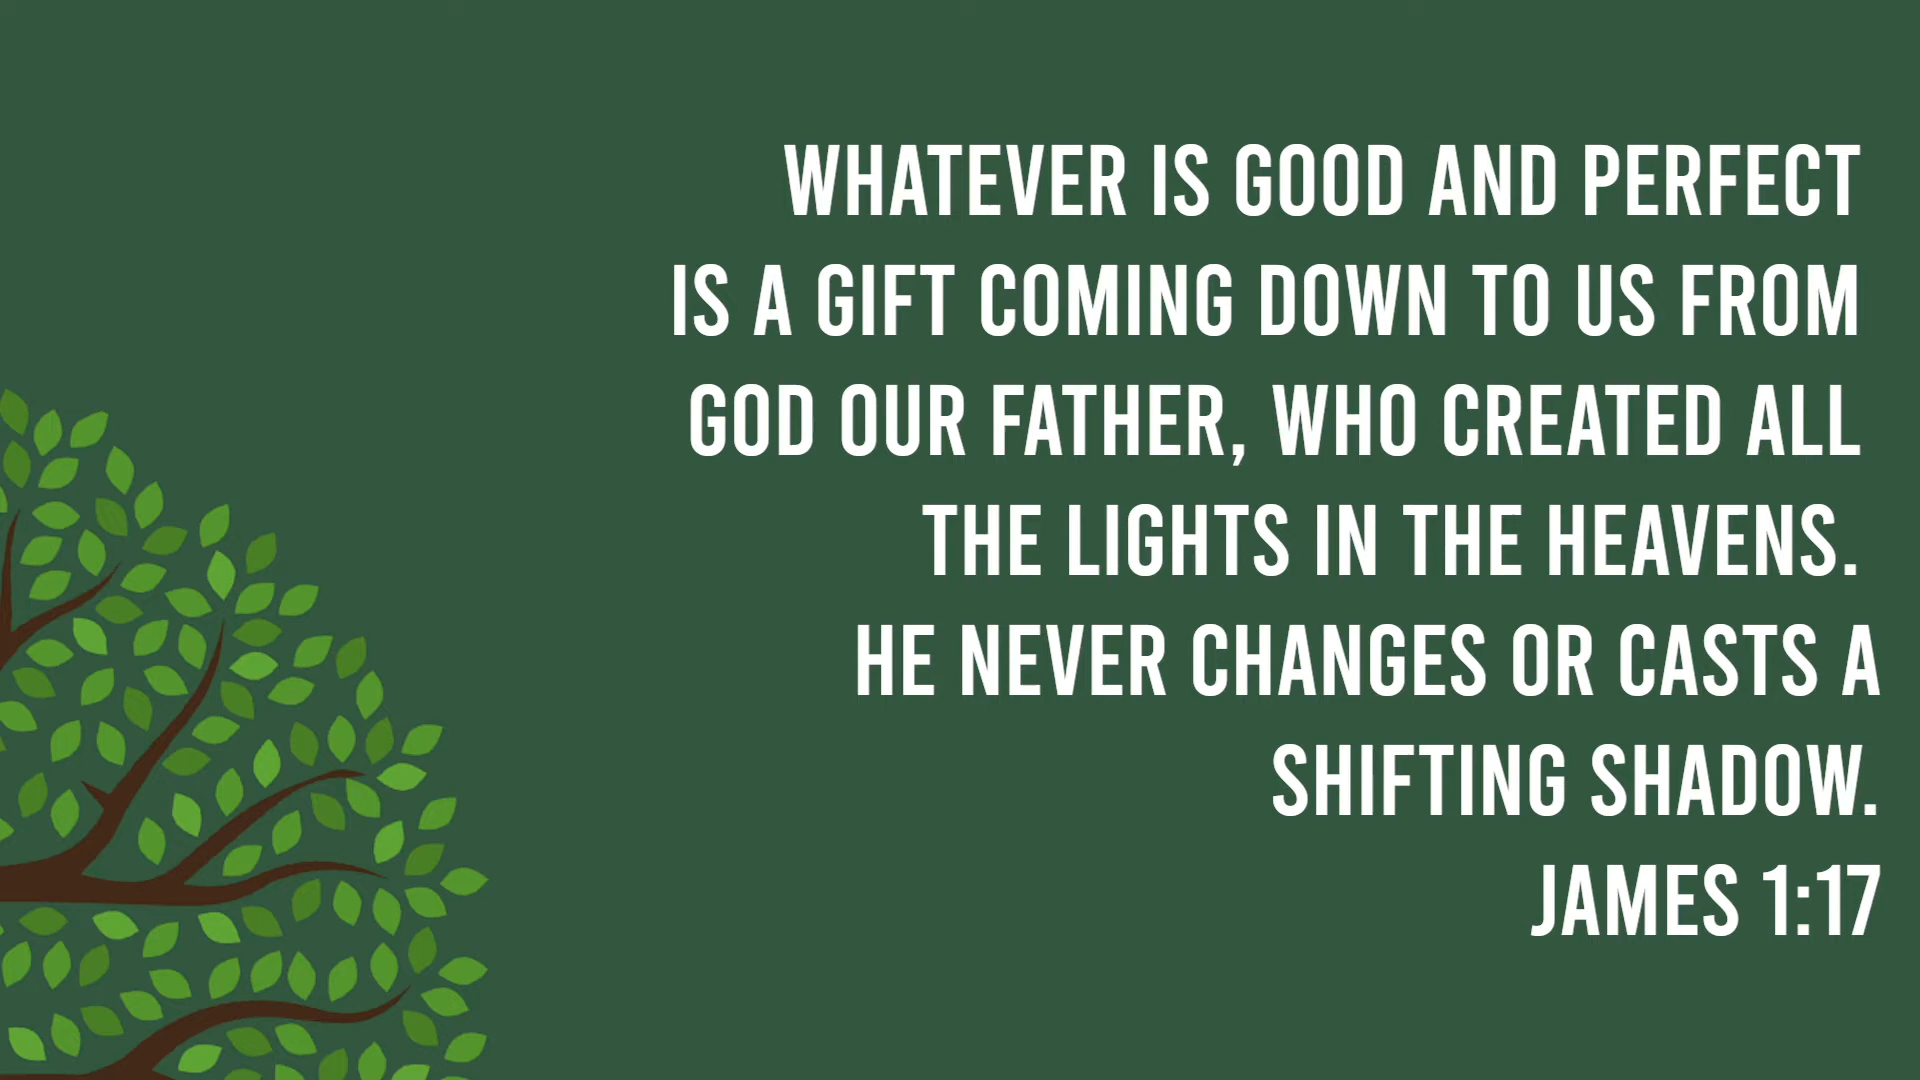 WHATEVER IS GOOD AND PERFECT
IS A GIFT COMING DOWN TO US FROM
GOD OUR FATHER, WHO CREATED ALL
THE LIGHTS IN THE HEAVENS.
HE NEVER CHANGES OR CASTS A
SHIFTING SHADOW.
JAMES 1:17